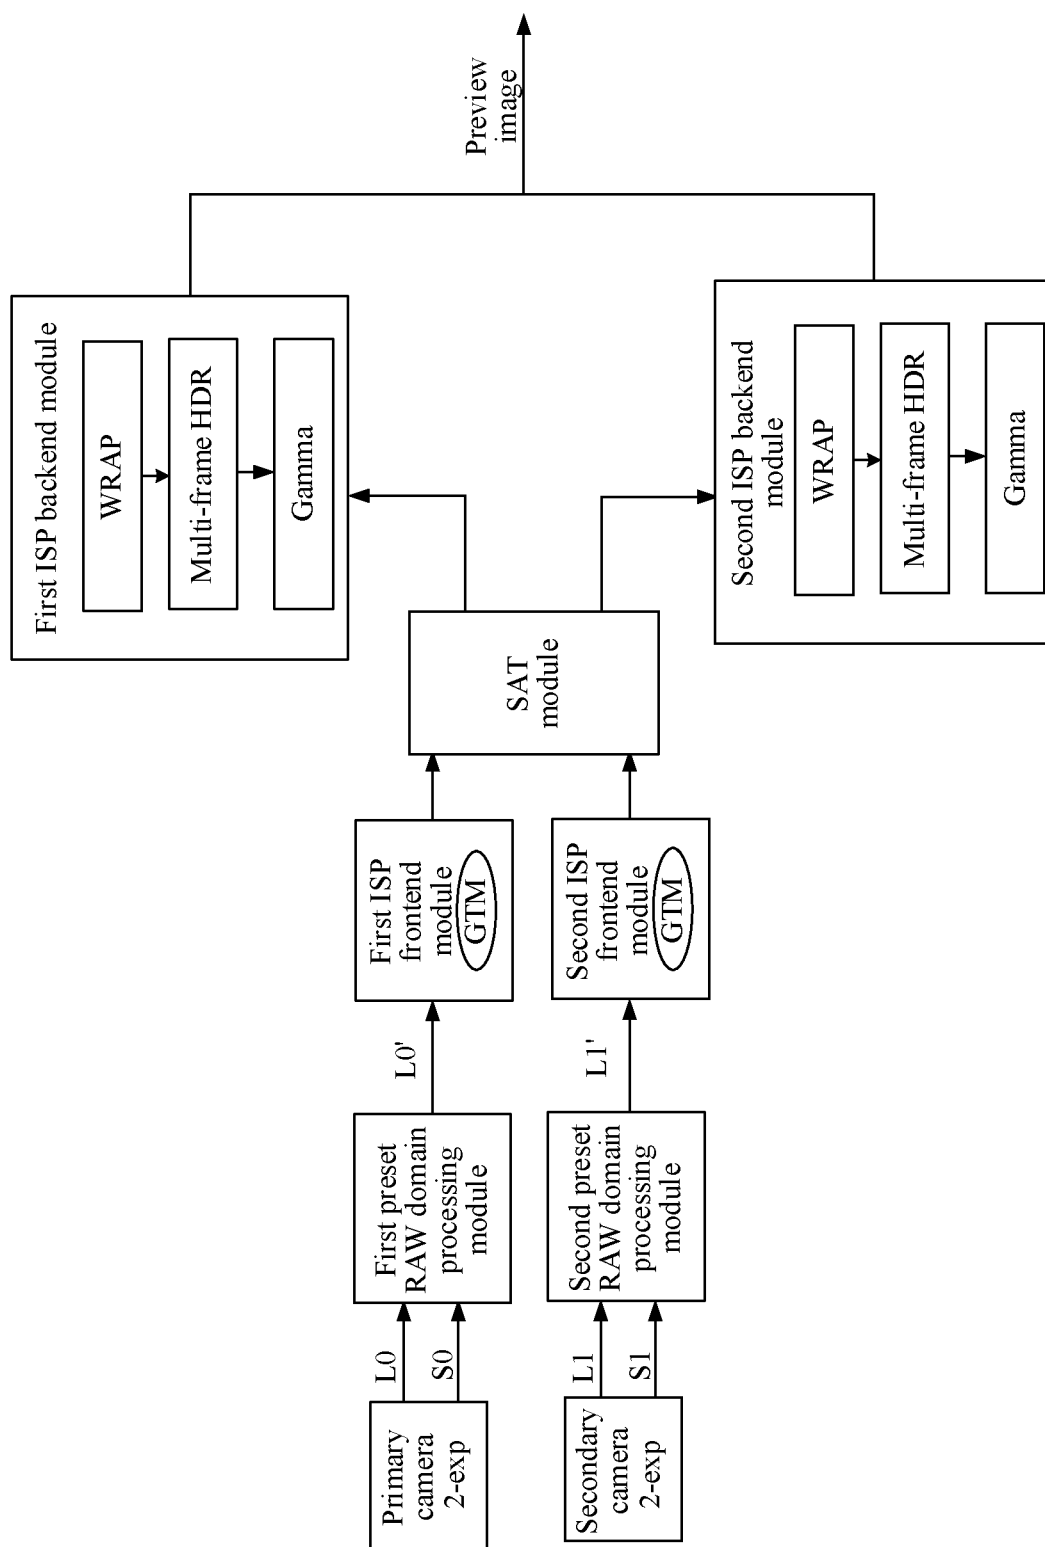 Primary
camera
2-exp
L0
S0
First preset
RAW domain
processing
module
L0'
First ISP
frontend
module
GTM
Secondary
camera
2-exp
L1
S1
Second preset
RAW domain
processing
module
L1'
Second ISP
frontend
module
GTM
SAT
module
First ISP backend module
WRAP
Multi-frame HDR
Gamma
Second ISP backend
module
WRAP
Multi-frame HDR
Gamma
Preview
image